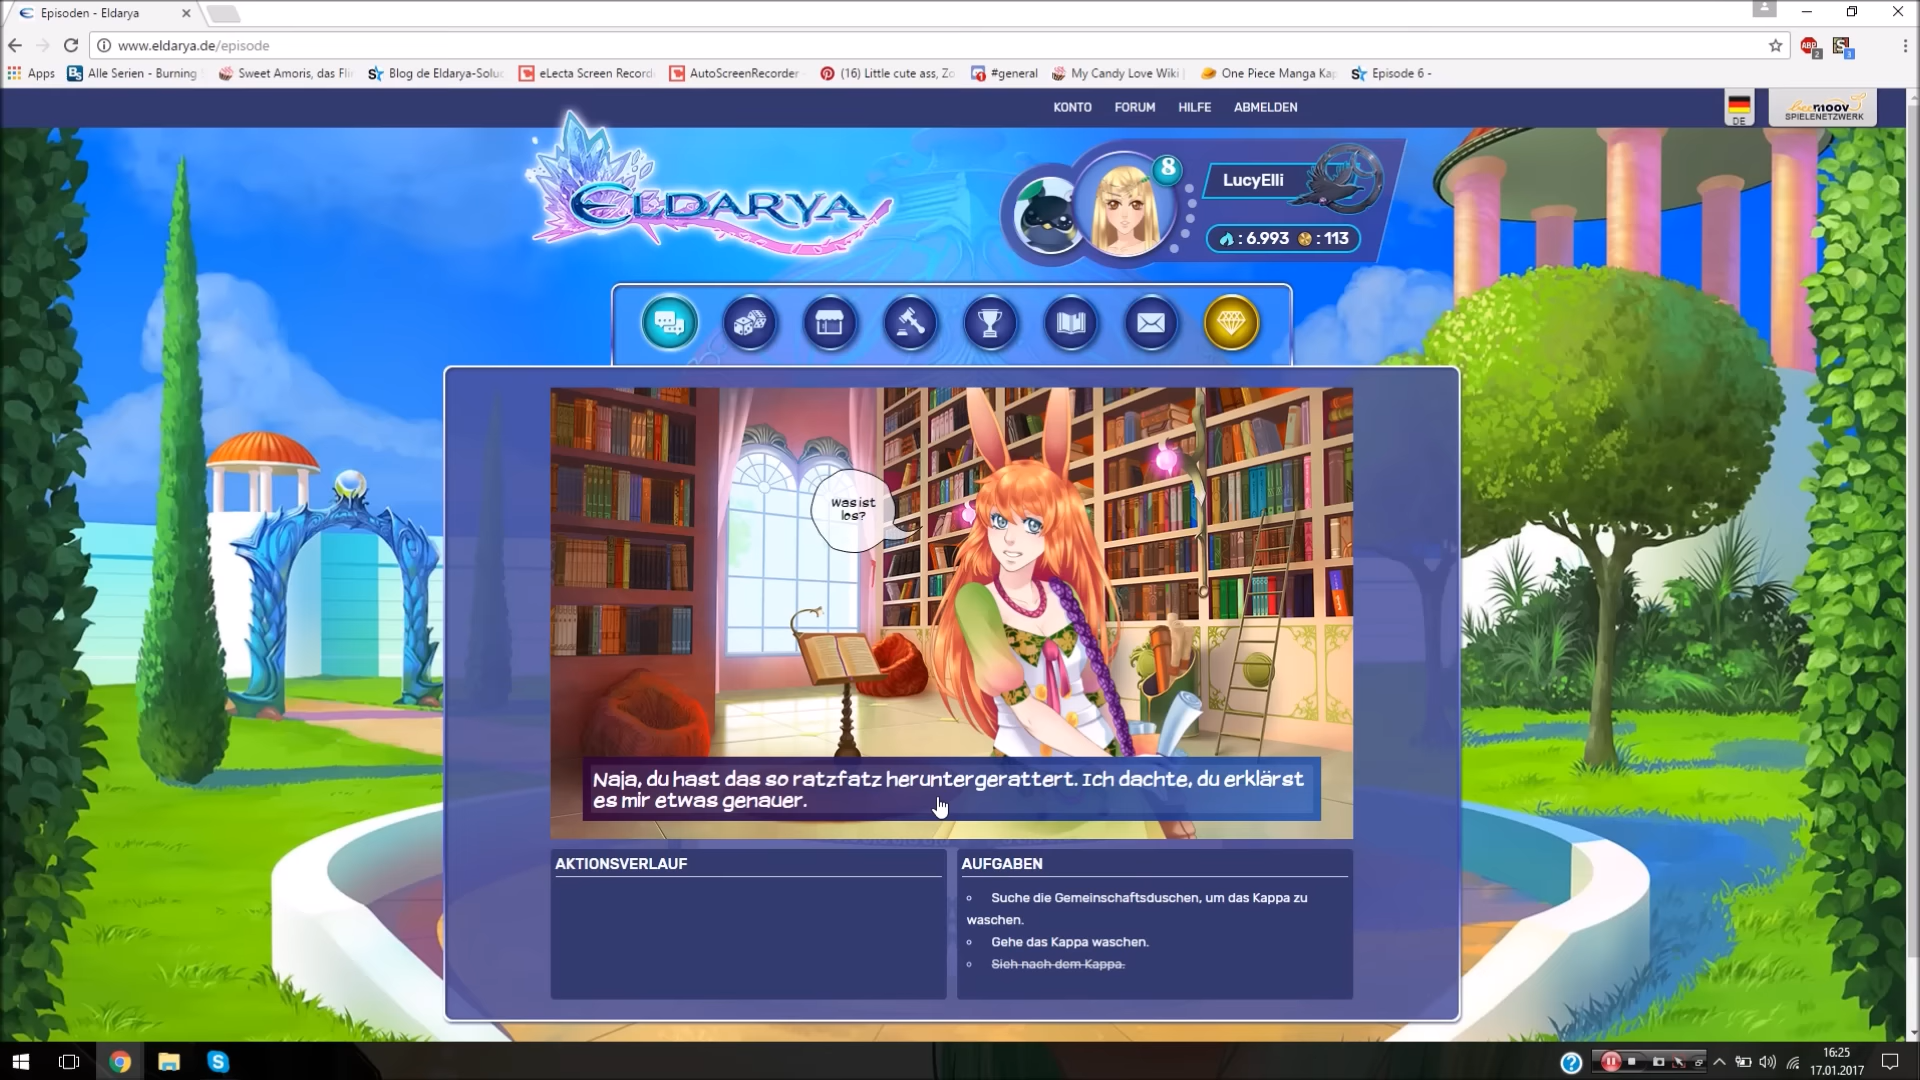 Episoden - Eldarya
www.eldarya.de/episode
Apps
Alle Serien - Burning
Sweet Amoris, das Flir
Blog de Eldarya-Soluc
eLecta Screen Record
AutoScreenRecorder
(16) Little cute ass, Zo
#general
My Candy Love Wiki
One Piece Manga Kap
Episode 6 -
KONTO FORUM HILFE ABMELDEN
DE
beemoov
SPIELENETZWERK
ELDARYA
8
LucyElli
: 6.993 : 113
Was ist
los?
Naja, du hast das so ratzfatz heruntergerattert. Ich dachte, du erklärst
es mir etwas genauer.
AKTIONSVERLAUF
AUFGABEN
Suche die Gemeinschaftsduschen, um das Kappa zu
waschen.
Gehe das Kappa waschen.
Sieh nach dem Kappa.
16:25
17.01.2017